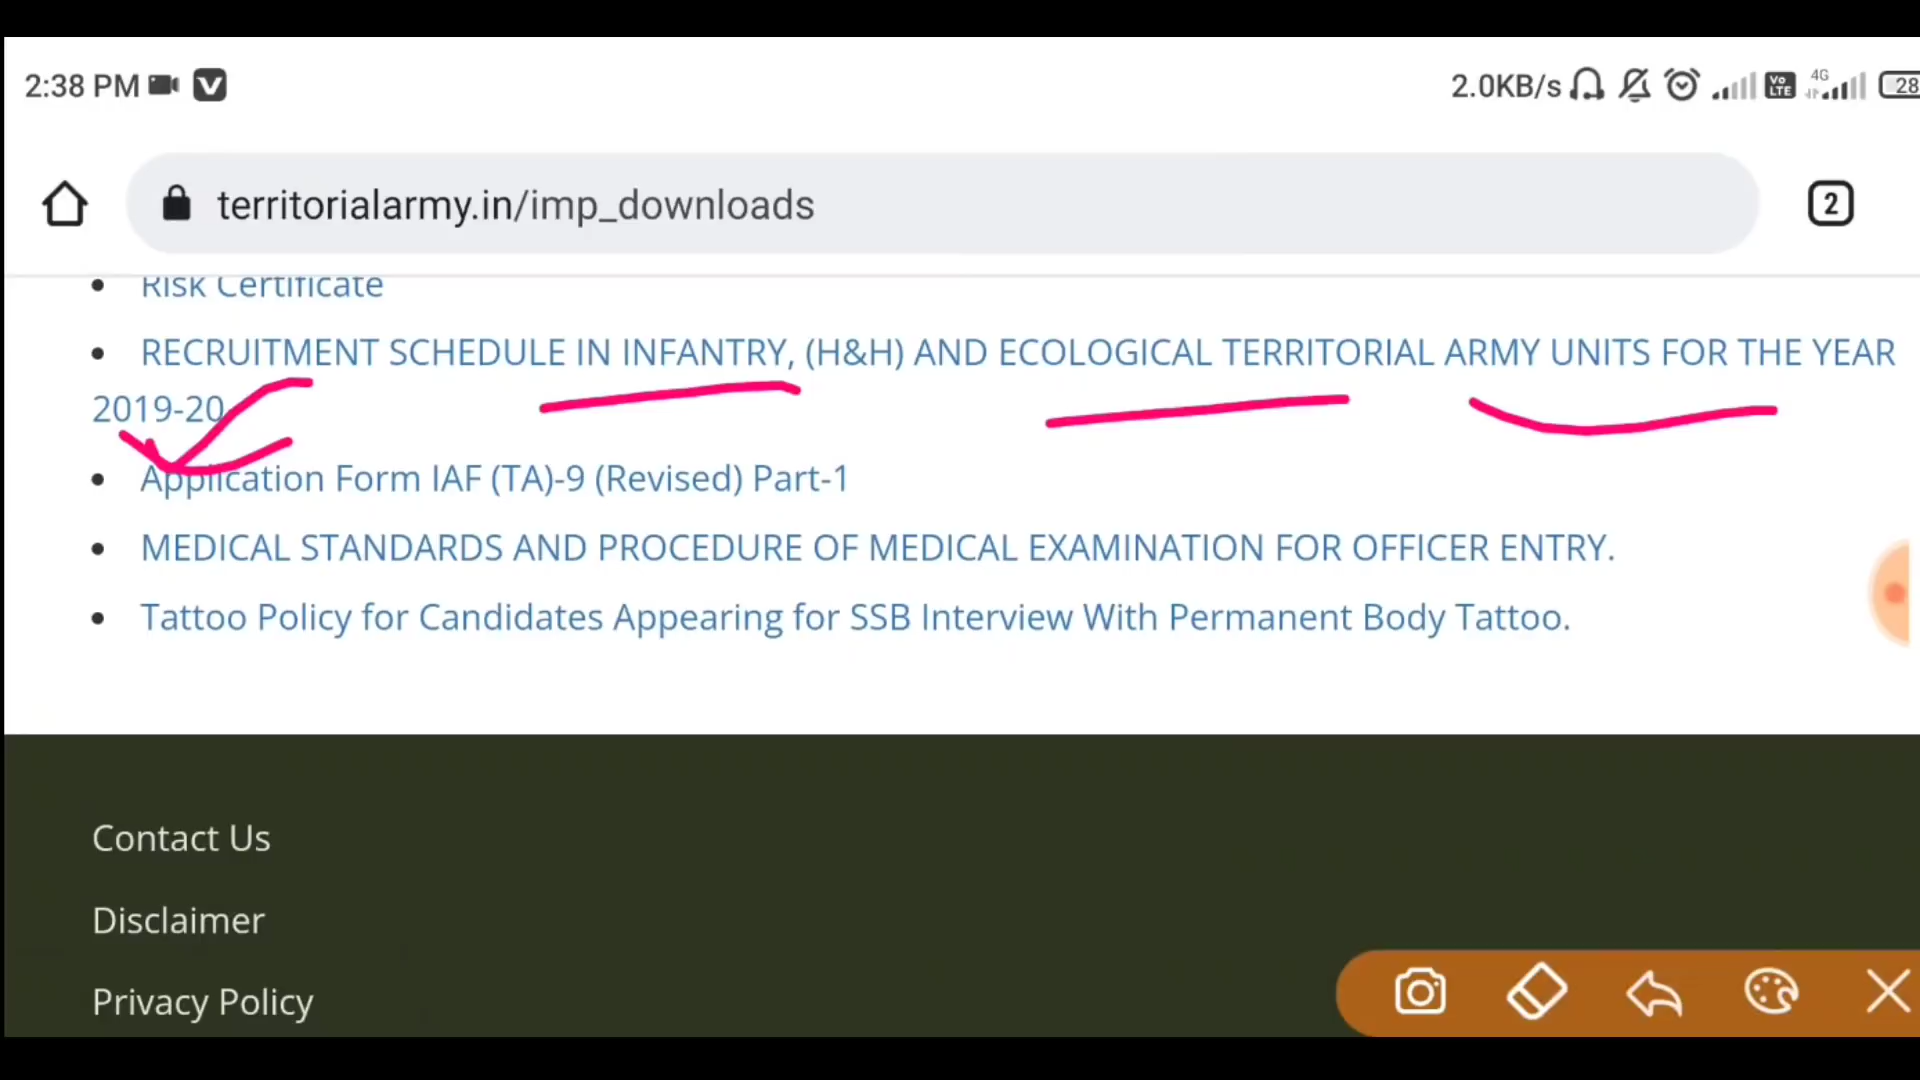 2:38 PM
2.0KB/s
Vo LTE
4G
28
territorialarmy.in/imp_downloads
2
Risk Certificate
RECRUITMENT SCHEDULE IN INFANTRY, (H&H) AND ECOLOGICAL TERRITORIAL ARMY UNITS FOR THE YEAR
2019-20
Application Form IAF (TA)-9 (Revised) Part-1
MEDICAL STANDARDS AND PROCEDURE OF MEDICAL EXAMINATION FOR OFFICER ENTRY.
Tattoo Policy for Candidates Appearing for SSB Interview With Permanent Body Tattoo.
Contact Us
Disclaimer
Privacy Policy